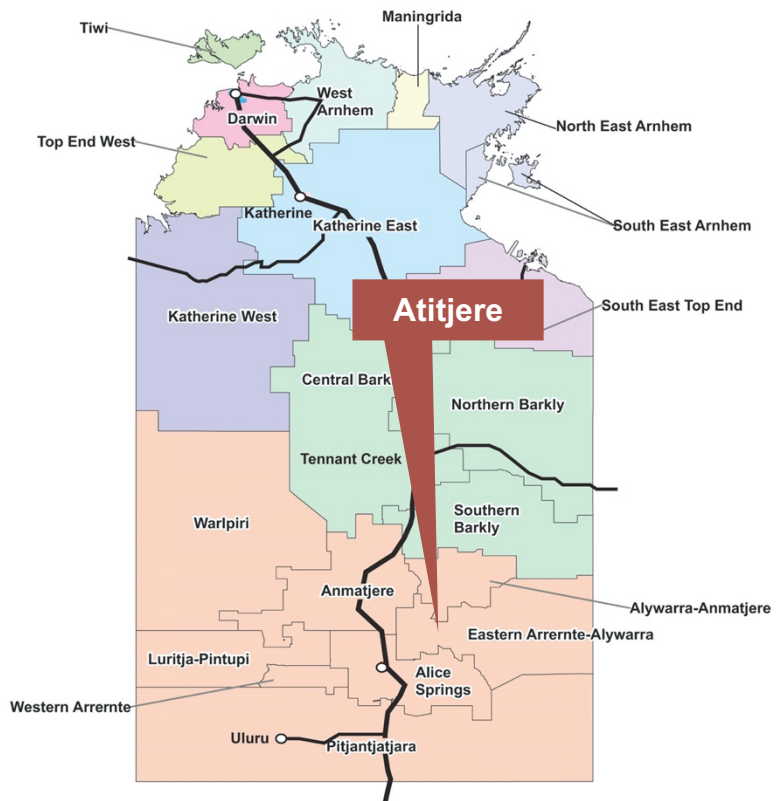 Maningrida
Tiwi
West
Arnhem
Darwin
North East Arnhem
Top End West
Katherine
Katherine East
South East Arnhem
Atitjere
South East Top End
Katherine West
Central Bark
Northern Barkly
Tennant Creek
Southern
Barkly
Warlpiri
Anmatjere
Alywarra-Anmatjere
Eastern Arrernte-Alywarra
Luritja-Pintupi
Alice
Springs
Western Arrernte
Uluru
Pitjantjatjara